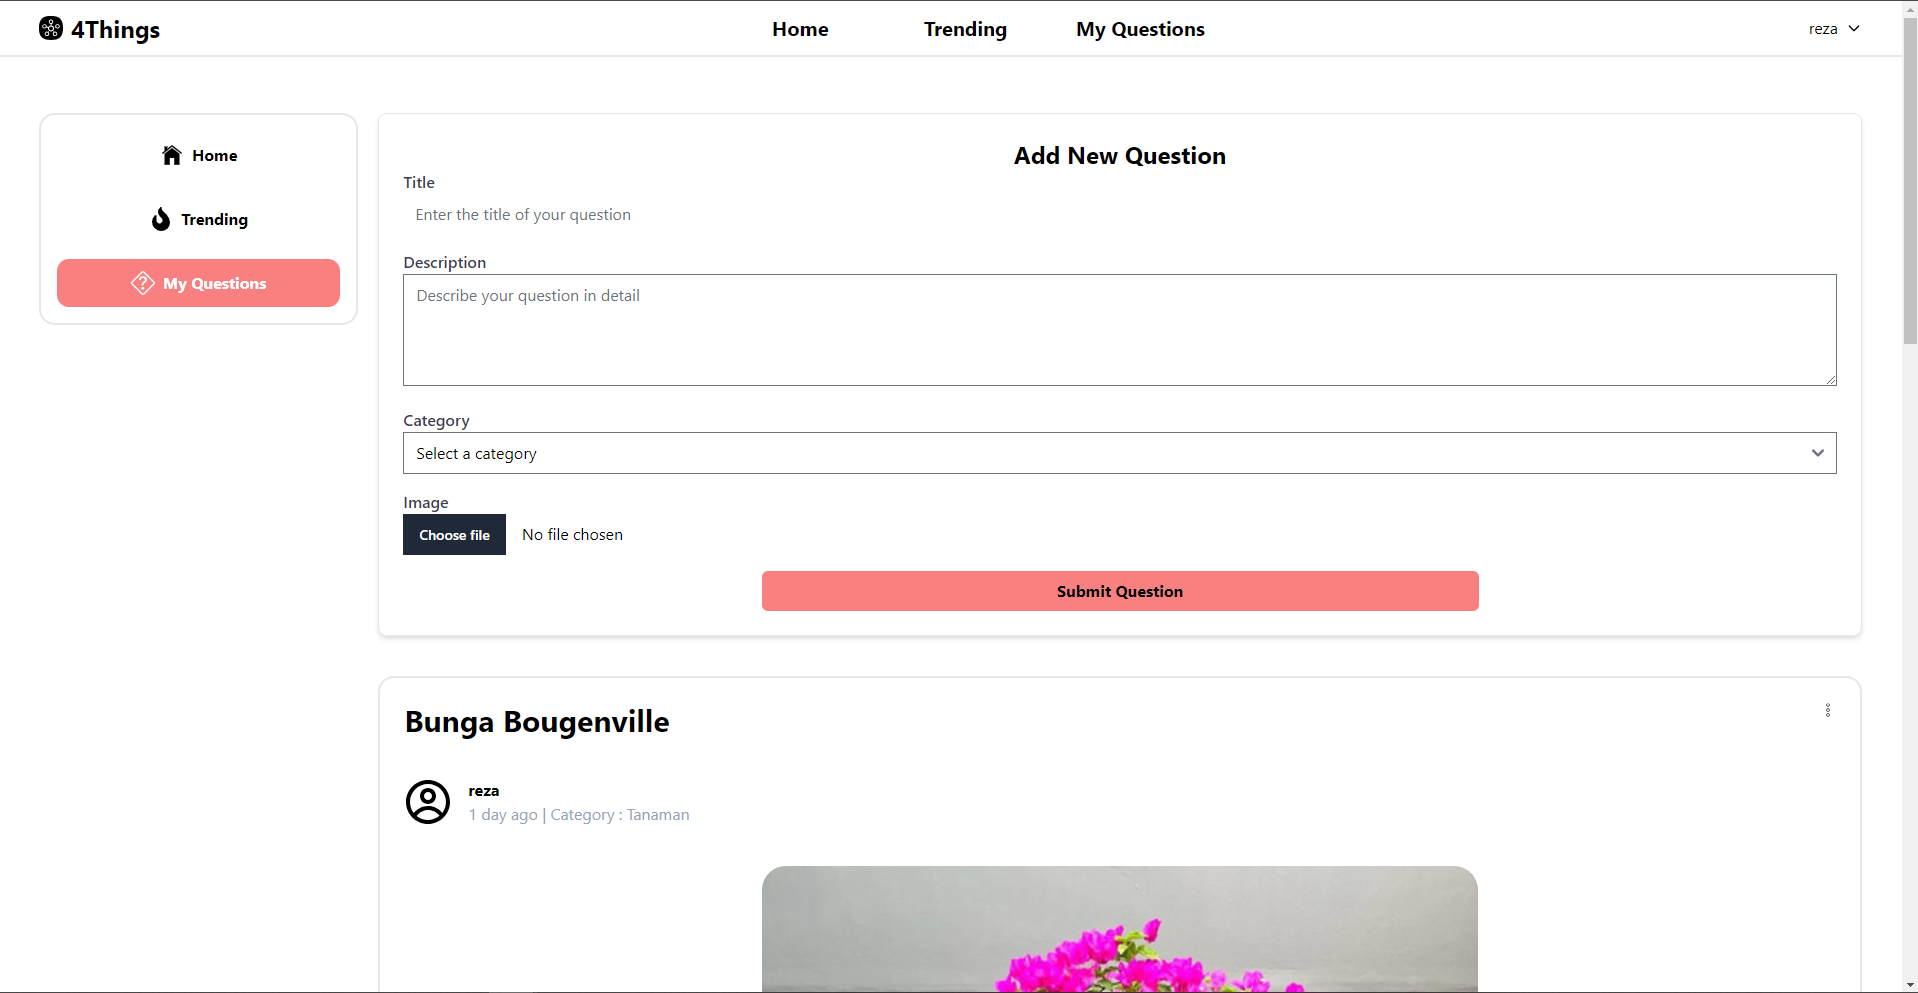 4Things
Home
Trending
My Questions
reza
Home
Trending
My Questions
Add New Question
Title
Enter the title of your question
Description
Describe your question in detail
Category
Select a category
Image
Choose file
No file chosen
Submit Question
Bunga Bougenville
reza
1 day ago | Category : Tanaman